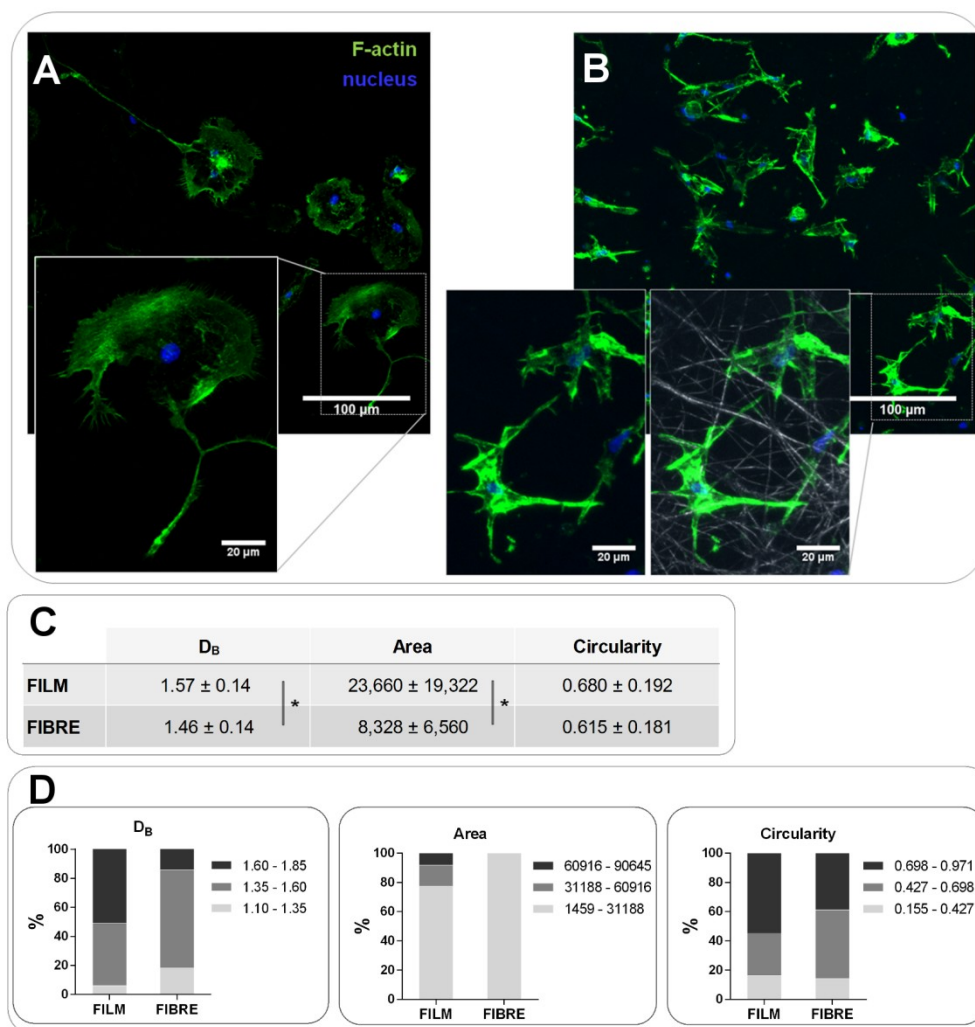 A
F-actin
nucleus
100 µm
20 µm
B
100 µm
20 µm
20 µm
C
DB Area Circularity
FILM 1.57 ± 0.14 * 23,660 ± 19,322 * 0.680 ± 0.192
FIBRE 1.46 ± 0.14 8,328 ± 6,560 0.615 ± 0.181
D
DB
100
80
60
40
20
0
%
FILM FIBRE
1.60 - 1.85
1.35 - 1.60
1.10 - 1.35
Area
100
80
60
40
20
0
%
FILM FIBRE
60916 - 90645
31188 - 60916
1459 - 31188
Circularity
100
80
60
40
20
0
%
FILM FIBRE
0.698 - 0.971
0.427 - 0.698
0.155 - 0.427